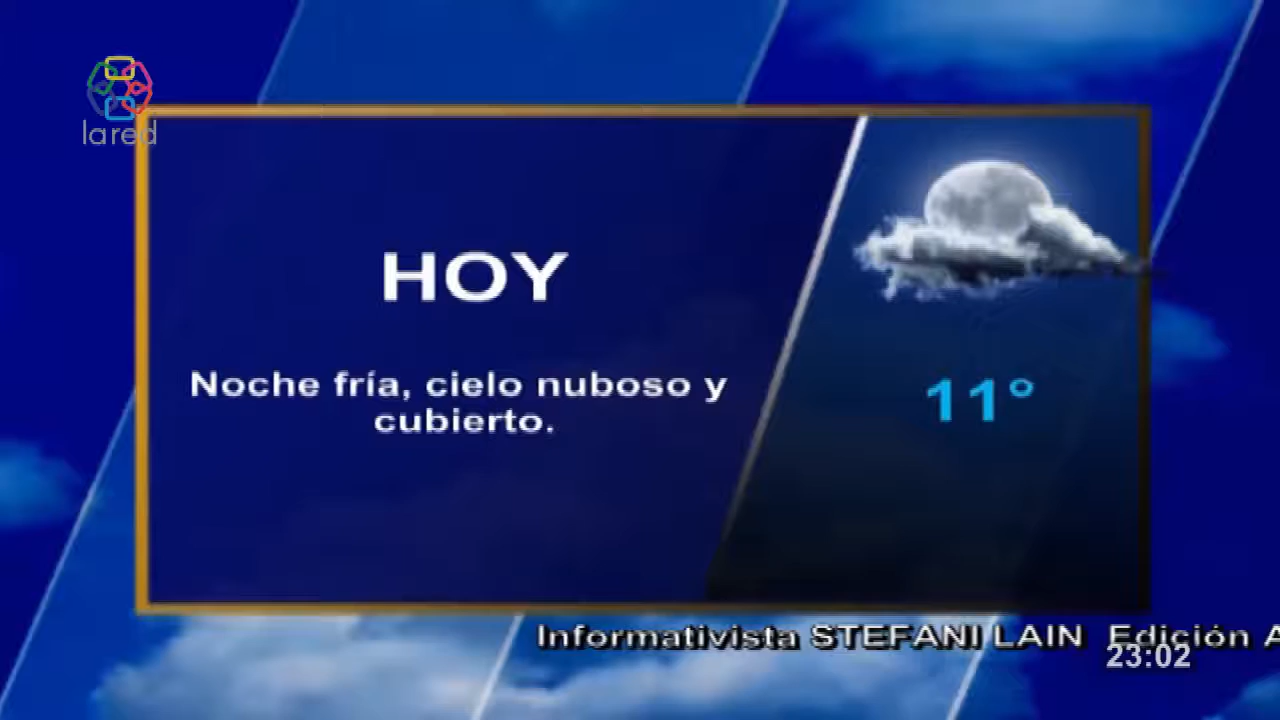 lared
HOY
Noche fría, cielo nuboso y
cubierto.
11°
Informativista STEFANI LAIN Edición A
23:02